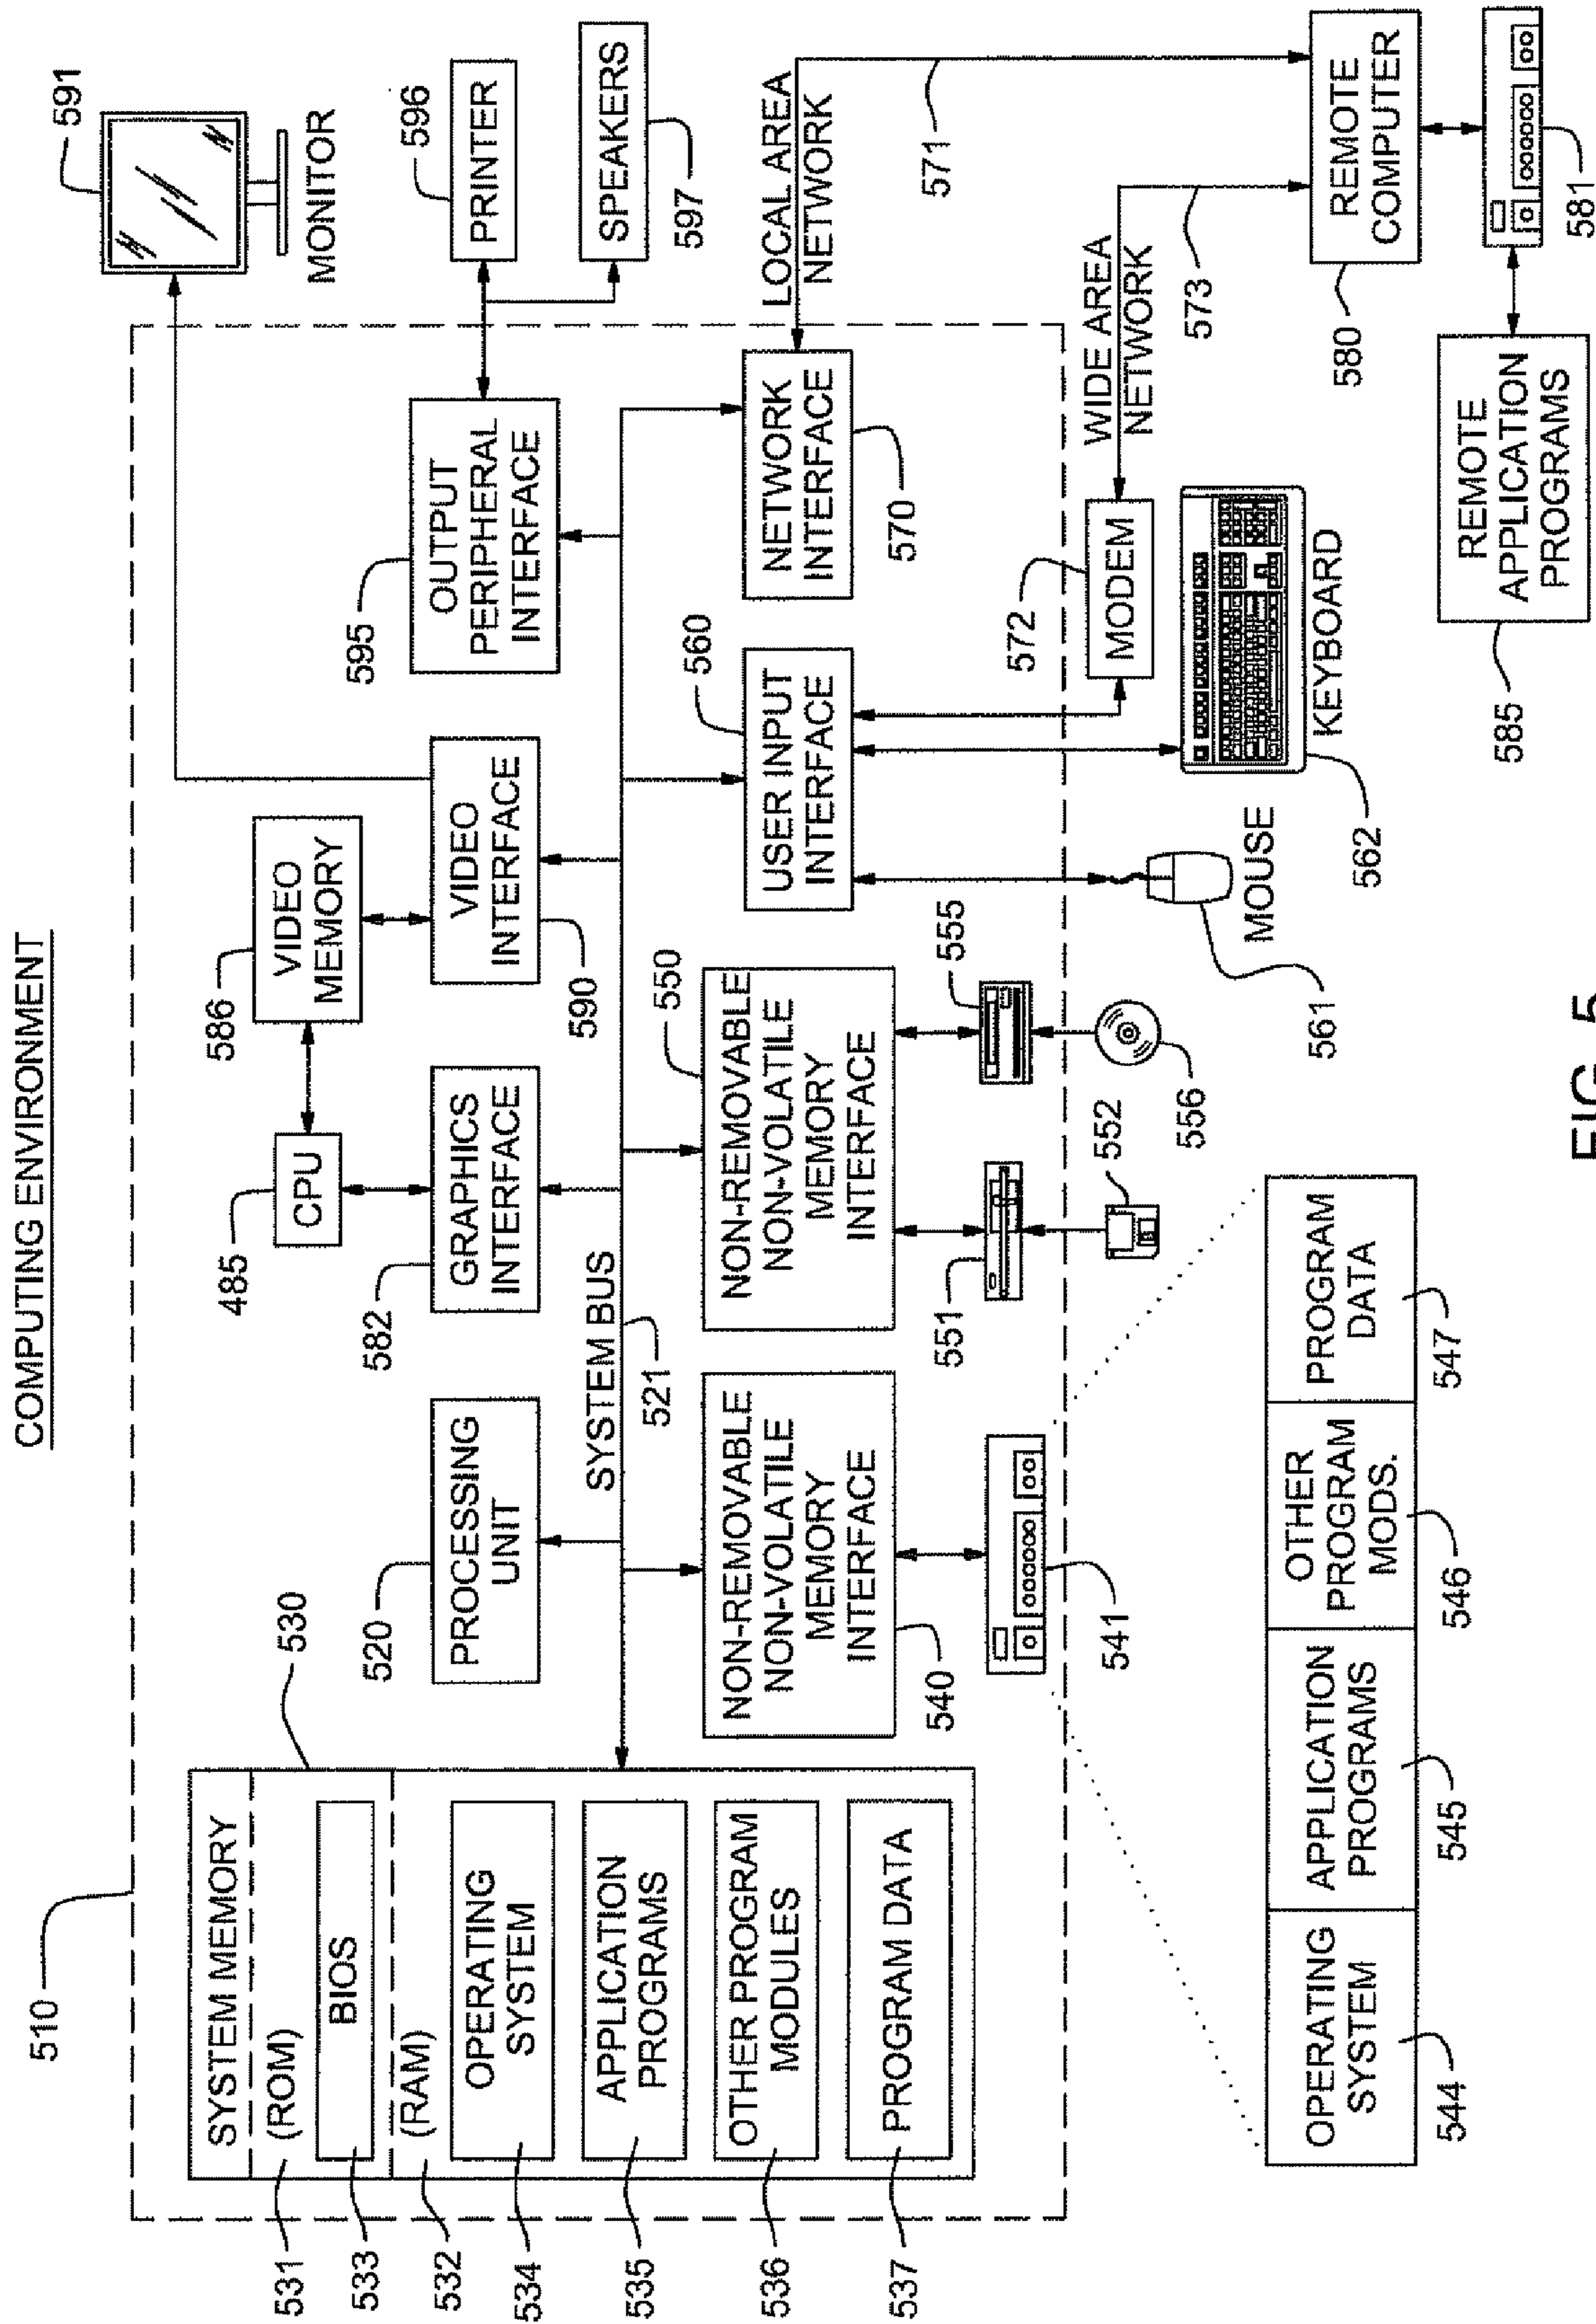 COMPUTING ENVIRONMENT
510
SYSTEM MEMORY
(ROM)
531
530
BIOS
533
(RAM)
532
OPERATING
SYSTEM
534
APPLICATION
PROGRAMS
535
OTHER PROGRAM
MODULES
536
PROGRAM DATA
537
520
PROCESSING
UNIT
SYSTEM BUS
521
485
CPU
582
GRAPHICS
INTERFACE
586
VIDEO
MEMORY
VIDEO
INTERFACE
590
591
MONITOR
595
OUTPUT
PERIPHERAL
INTERFACE
596
PRINTER
SPEAKERS
597
NON-REMOVABLE
NON-VOLATILE
MEMORY
INTERFACE
540
541
550
NON-REMOVABLE
NON-VOLATILE
MEMORY
INTERFACE
551
552
555
556
560
USER INPUT
INTERFACE
NETWORK
INTERFACE
570
LOCAL AREA
NETWORK
571
572
MODEM
WIDE AREA
NETWORK
573
MOUSE
561
KEYBOARD
562
580
REMOTE
COMPUTER
581
585
REMOTE
APPLICATION
PROGRAMS
OPERATING
SYSTEM
544
APPLICATION
PROGRAMS
545
OTHER
PROGRAM
MODS.
546
PROGRAM
DATA
547
FIG. 5